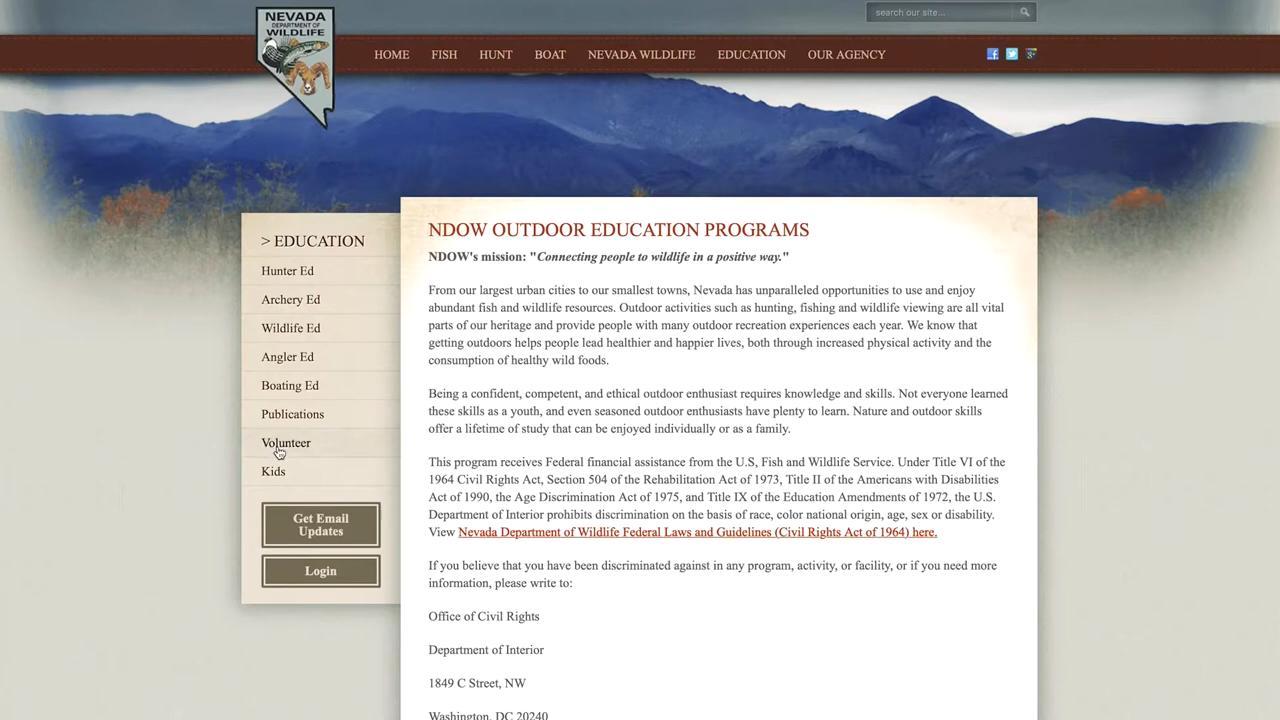 NEVADA
DEPARTMENT OF
WILDLIFE
search our site...
HOME FISH HUNT BOAT NEVADA WILDLIFE EDUCATION OUR AGENCY
> EDUCATION
Hunter Ed
Archery Ed
Wildlife Ed
Angler Ed
Boating Ed
Publications
Volunteer
Kids
Get Email
Updates
Login
NDOW OUTDOOR EDUCATION PROGRAMS
NDOW's mission: "Connecting people to wildlife in a positive way."
From our largest urban cities to our smallest towns, Nevada has unparalleled opportunities to use and enjoy
abundant fish and wildlife resources. Outdoor activities such as hunting, fishing and wildlife viewing are all vital
parts of our heritage and provide people with many outdoor recreation experiences each year. We know that
getting outdoors helps people lead healthier and happier lives, both through increased physical activity and the
consumption of healthy wild foods.
Being a confident, competent, and ethical outdoor enthusiast requires knowledge and skills. Not everyone learned
these skills as a youth, and even seasoned outdoor enthusiasts have plenty to learn. Nature and outdoor skills
offer a lifetime of study that can be enjoyed individually or as a family.
This program receives Federal financial assistance from the U.S, Fish and Wildlife Service. Under Title VI of the
1964 Civil Rights Act, Section 504 of the Rehabilitation Act of 1973, Title II of the Americans with Disabilities
Act of 1990, the Age Discrimination Act of 1975, and Title IX of the Education Amendments of 1972, the U.S.
Department of Interior prohibits discrimination on the basis of race, color national origin, age, sex or disability.
View Nevada Department of Wildlife Federal Laws and Guidelines (Civil Rights Act of 1964) here.
If you believe that you have been discriminated against in any program, activity, or facility, or if you need more
information, please write to:
Office of Civil Rights
Department of Interior
1849 C Street, NW
Washington, DC 20240